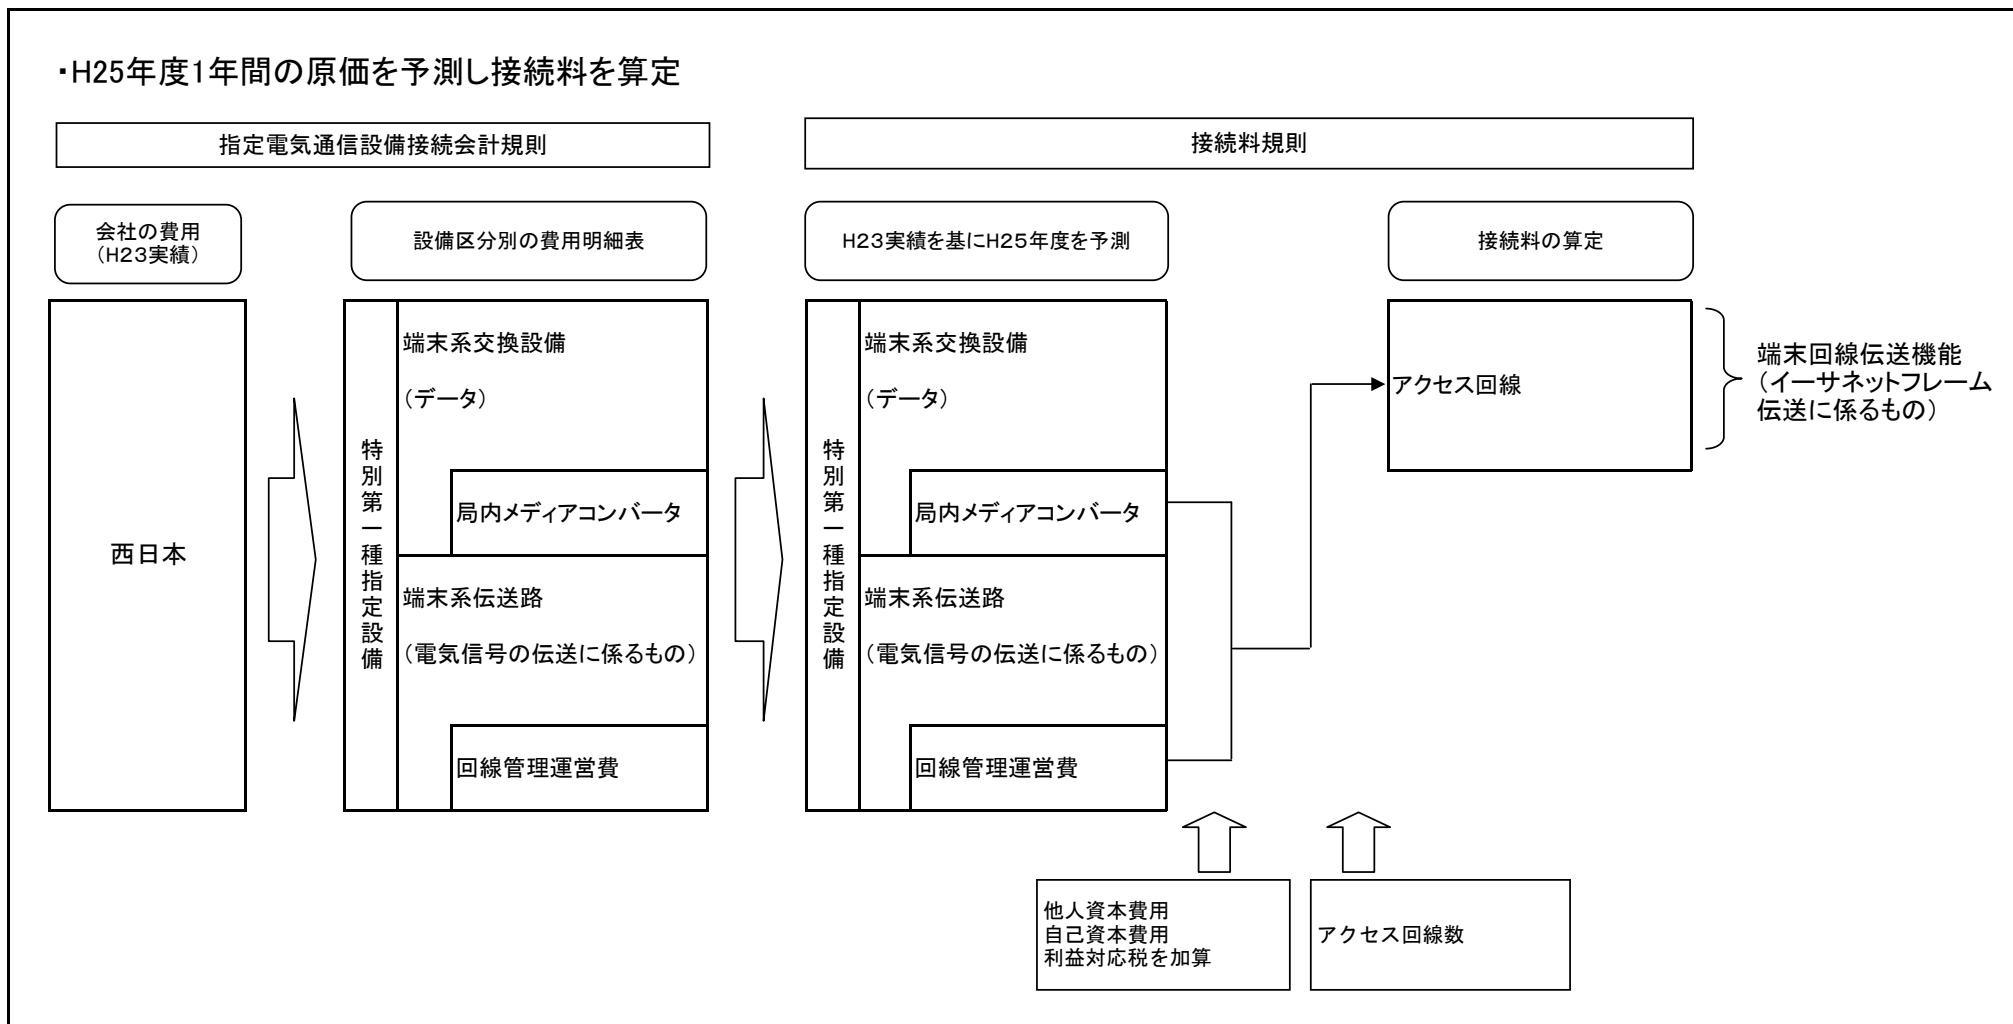 ・H25年度1年間の原価を予測し接続料を算定
指定電気通信設備接続会計規則
接続料規則
会社の費用
（H23実績）
設備区分別の費用明細表
H23実績を基にH25年度を予測
接続料の算定
西日本
特別第一種指定設備
端末系交換設備
（データ）
局内メディアコンバータ
端末系伝送路
（電気信号の伝送に係るもの）
回線管理運営費
特別第一種指定設備
端末系交換設備
（データ）
局内メディアコンバータ
端末系伝送路
（電気信号の伝送に係るもの）
回線管理運営費
アクセス回線
端末回線伝送機能
（イーサネットフレーム
伝送に係るもの）
他人資本費用
自己資本費用
利益対応税を加算
アクセス回線数